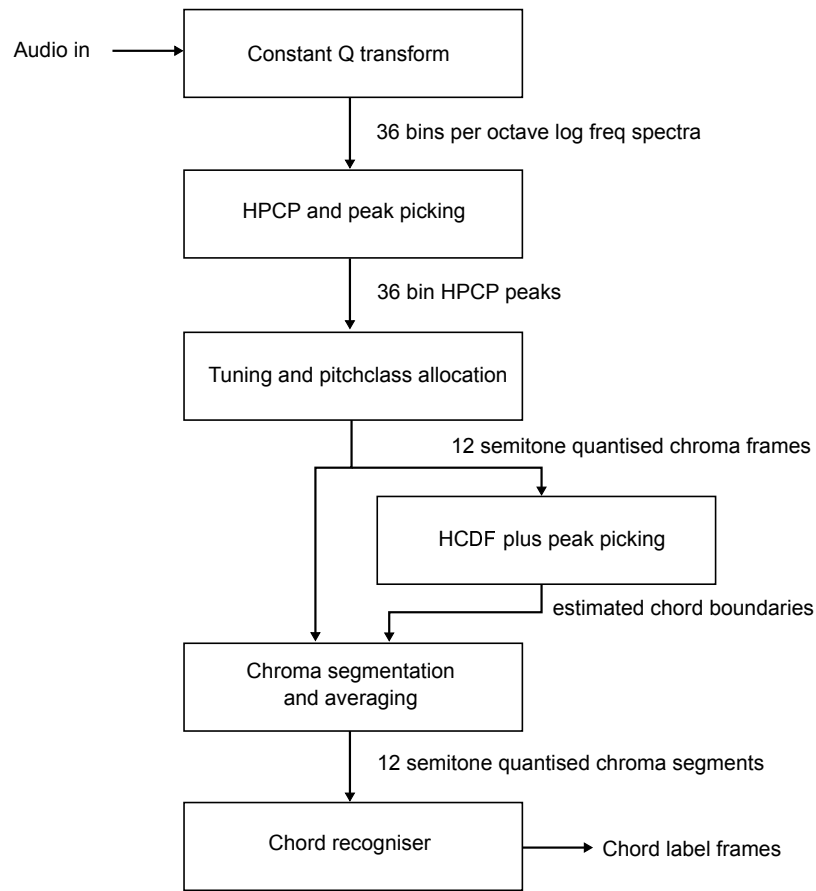 Audio in
Constant Q transform
36 bins per octave log freq spectra
HPCP and peak picking
36 bin HPCP peaks
Tuning and pitchclass allocation
12 semitone quantised chroma frames
HCDF plus peak picking
estimated chord boundaries
Chroma segmentation
and averaging
12 semitone quantised chroma segments
Chord recogniser
Chord label frames